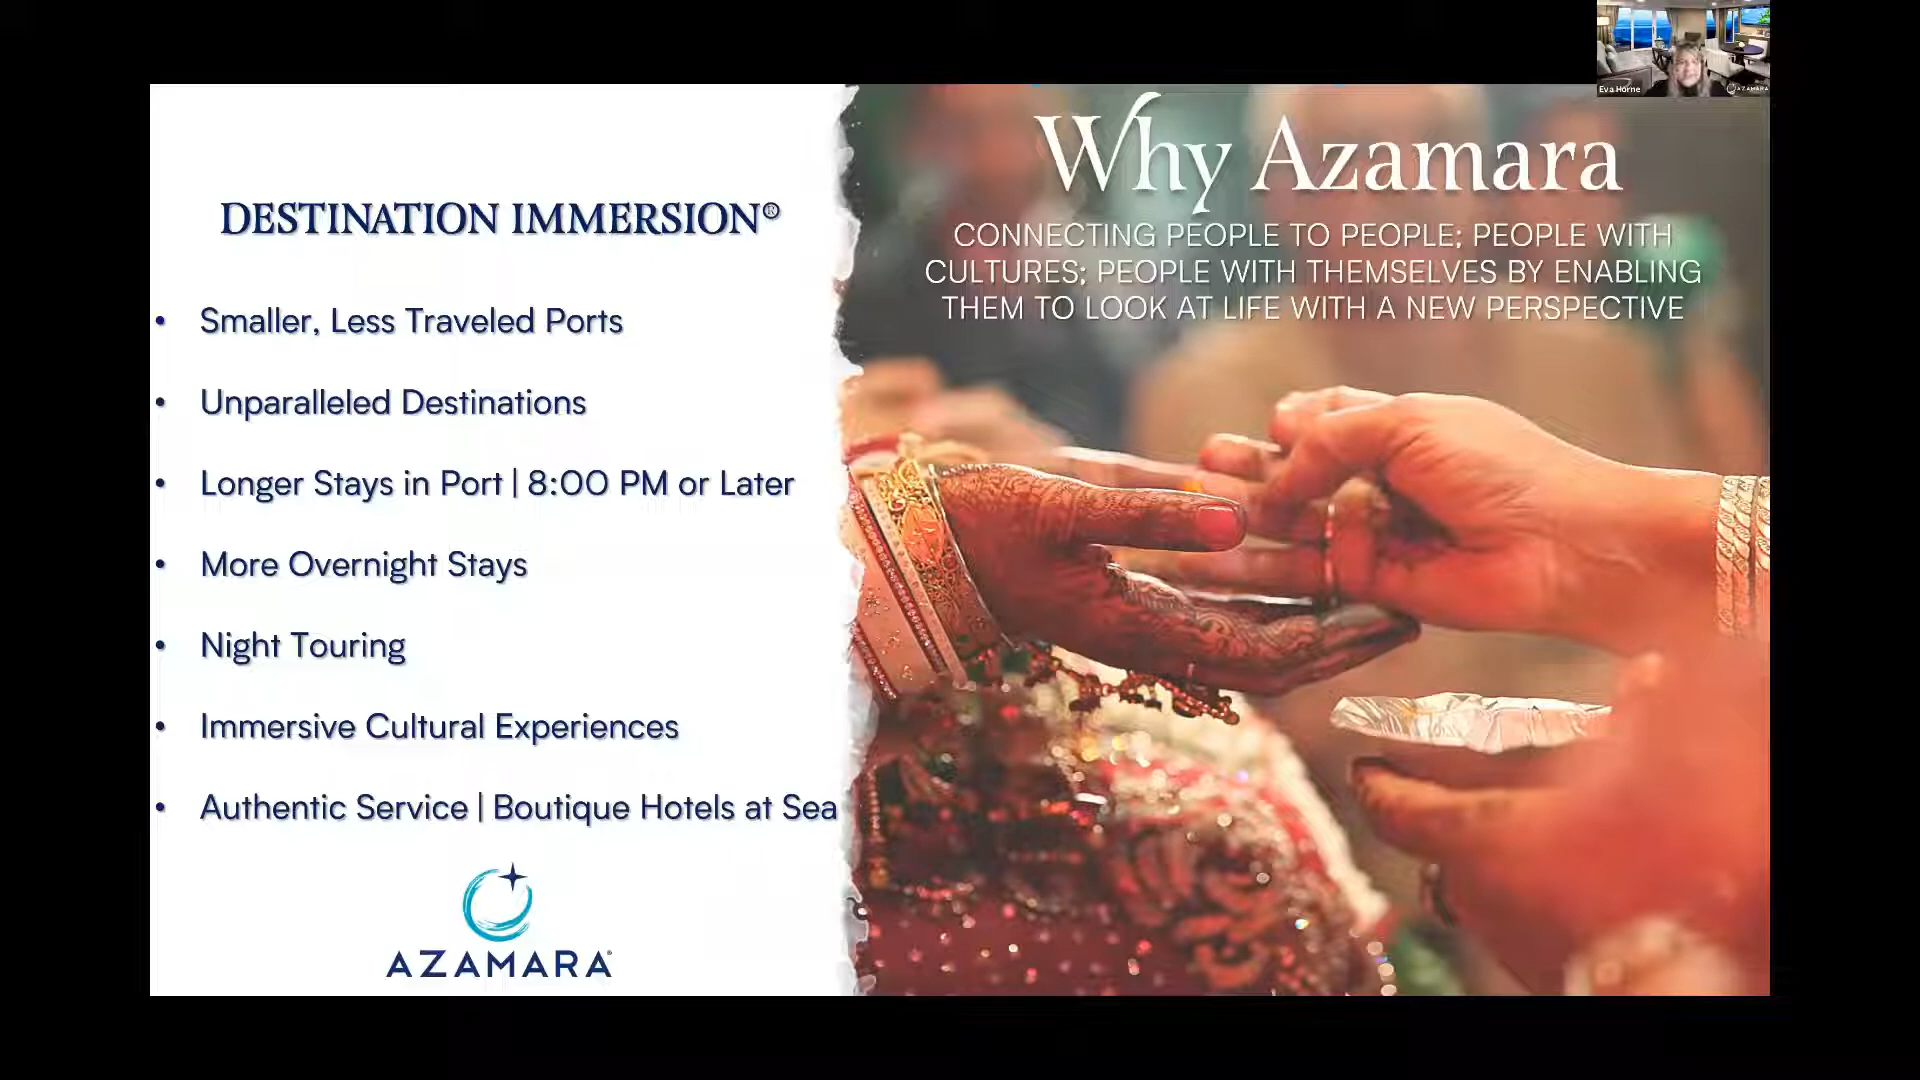 DESTINATION IMMERSION®
• Smaller, Less Traveled Ports
• Unparalleled Destinations
• Longer Stays in Port | 8:00 PM or Later
• More Overnight Stays
• Night Touring
• Immersive Cultural Experiences
• Authentic Service | Boutique Hotels at Sea
AZAMARA®
Why Azamara
CONNECTING PEOPLE TO PEOPLE; PEOPLE WITH
CULTURES; PEOPLE WITH THEMSELVES BY ENABLING
THEM TO LOOK AT LIFE WITH A NEW PERSPECTIVE
Eva Horne
AZAMARA